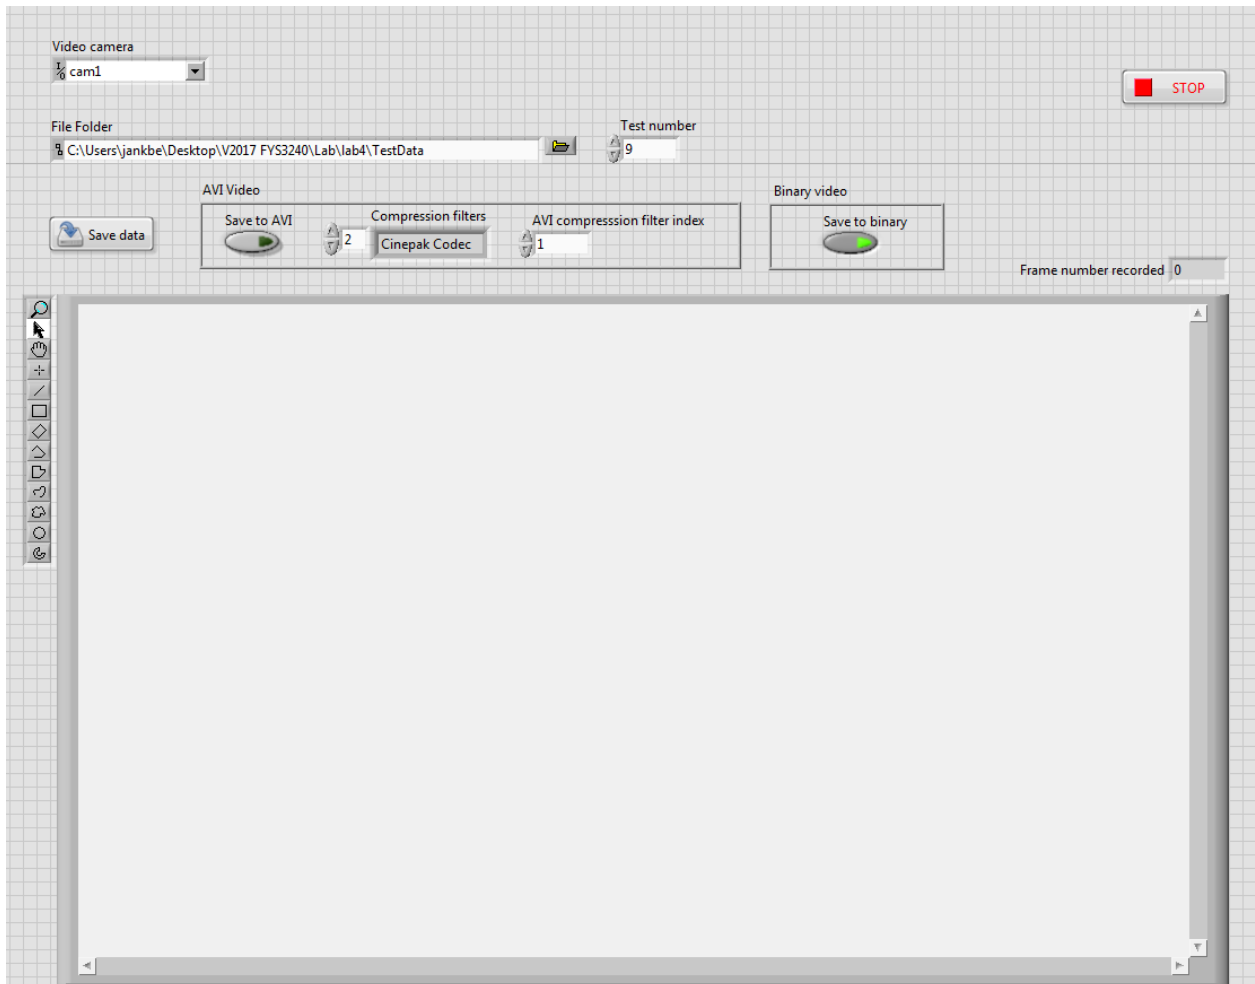 Video camera
cam1
STOP
File Folder
Test number
C:\Users\jankbe\Desktop\V2017 FYS3240\Lab\lab4\TestData
9
AVI Video
Binary video
Save data
Save to AVI
2
Compression filters
Cinepak Codec
AVI compresssion filter index
1
Save to binary
Frame number recorded 0